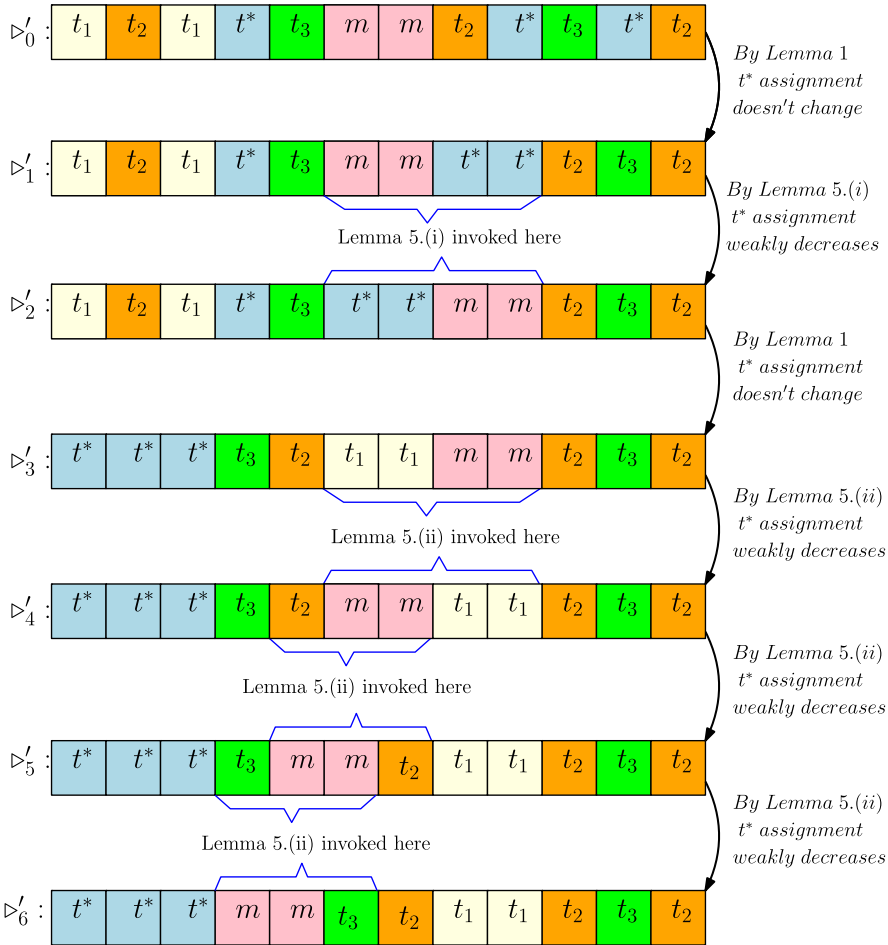 ▷′₀ : t₁ t₂ t₁ t* t₃ m m t₂ t* t₃ t* t₂
By Lemma 1
t* assignment
doesn't change
▷′₁ : t₁ t₂ t₁ t* t₃ m m t* t* t₂ t₃ t₂
By Lemma 5.(i)
t* assignment
weakly decreases
Lemma 5.(i) invoked here
▷′₂ : t₁ t₂ t₁ t* t₃ t* t* m m t₂ t₃ t₂
By Lemma 1
t* assignment
doesn't change
▷′₃ : t* t* t* t₃ t₂ t₁ t₁ m m t₂ t₃ t₂
By Lemma 5.(ii)
t* assignment
weakly decreases
Lemma 5.(ii) invoked here
▷′₄ : t* t* t* t₃ t₂ m m t₁ t₁ t₂ t₃ t₂
By Lemma 5.(ii)
t* assignment
weakly decreases
Lemma 5.(ii) invoked here
▷′₅ : t* t* t* t₃ m m t₂ t₁ t₁ t₂ t₃ t₂
By Lemma 5.(ii)
t* assignment
weakly decreases
Lemma 5.(ii) invoked here
▷′₆ : t* t* t* m m t₃ t₂ t₁ t₁ t₂ t₃ t₂